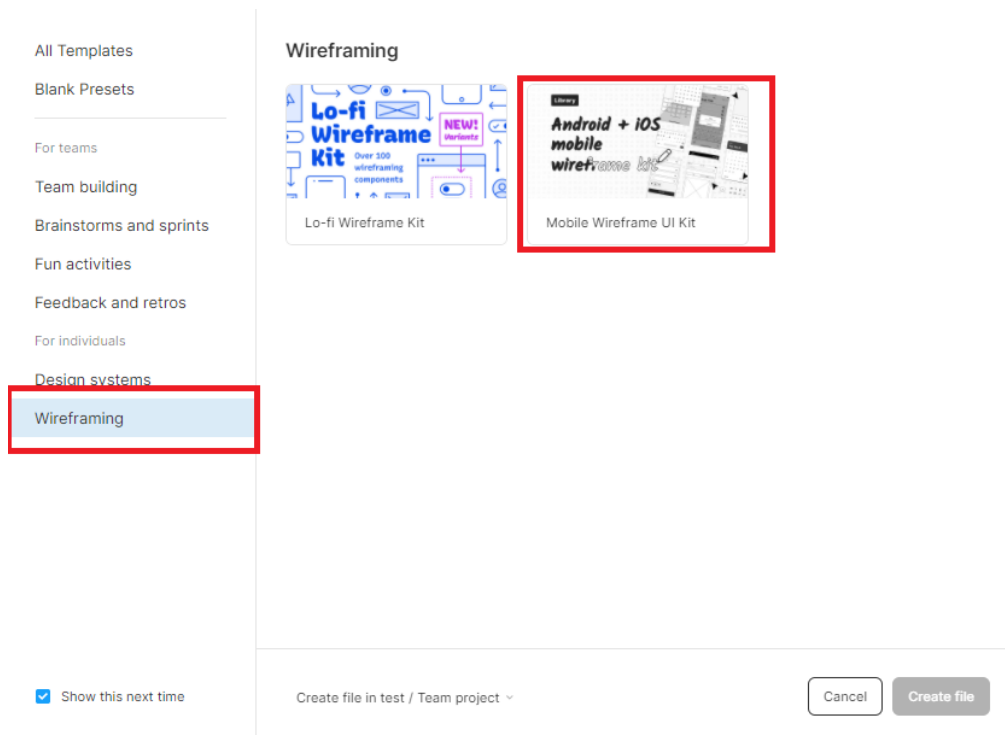 All Templates
Blank Presets
For teams
Team building
Brainstorms and sprints
Fun activities
Feedback and retros
For individuals
Design systems
Wireframing
Show this next time
Wireframing
Lo-fi
Wireframe
Kit
Over 100
wireframing
components
NEW!
Variants
Lo-fi Wireframe Kit
Library
Android + iOS
mobile
wireframe kit
Mobile Wireframe UI Kit
Create file in test / Team project
Cancel
Create file